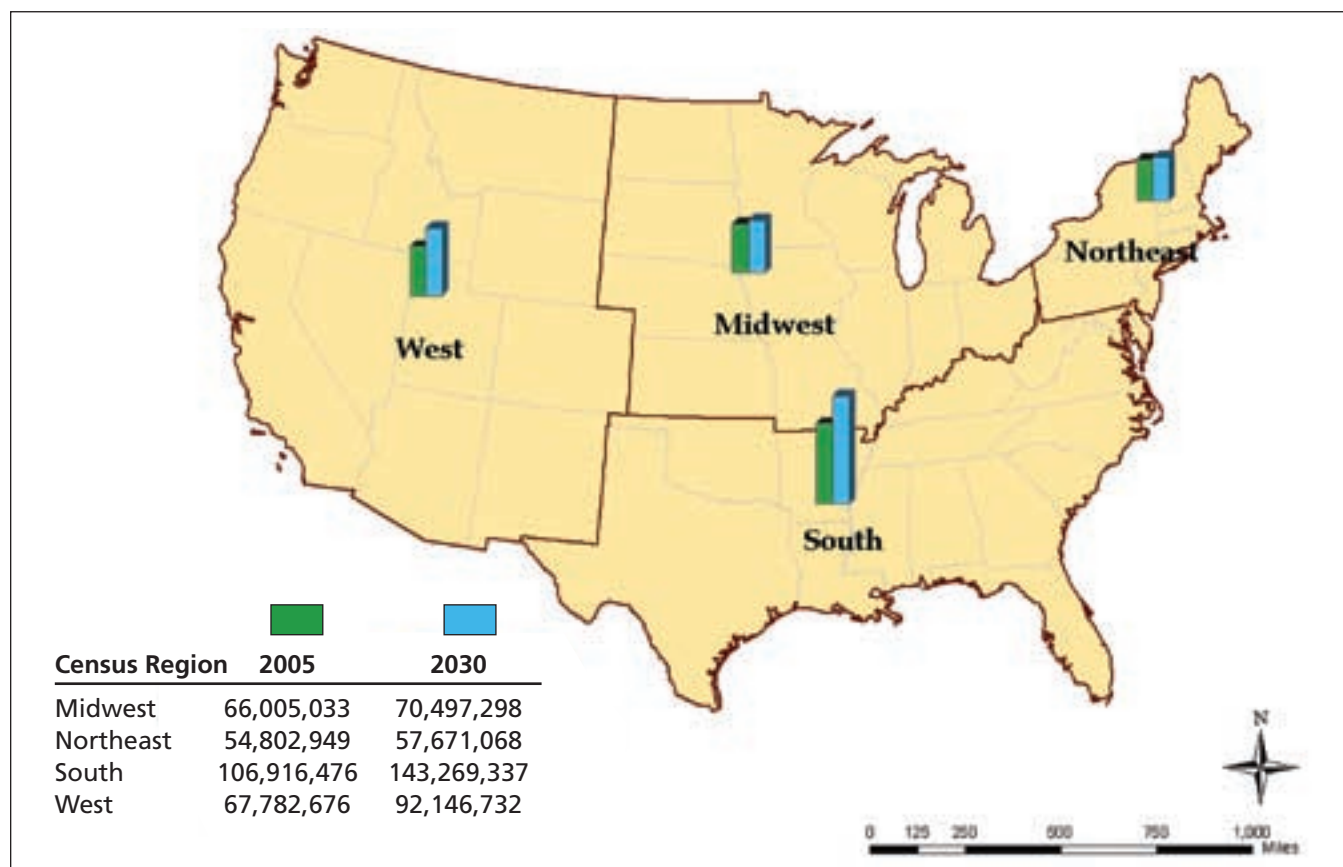 Northeast
Midwest
West
South
Census Region 2005 2030
Midwest 66,005,033 70,497,298
Northeast 54,802,949 57,671,068
South 106,916,476 143,269,337
West 67,782,676 92,146,732
N
0 125 250 500 750 1,000
Miles